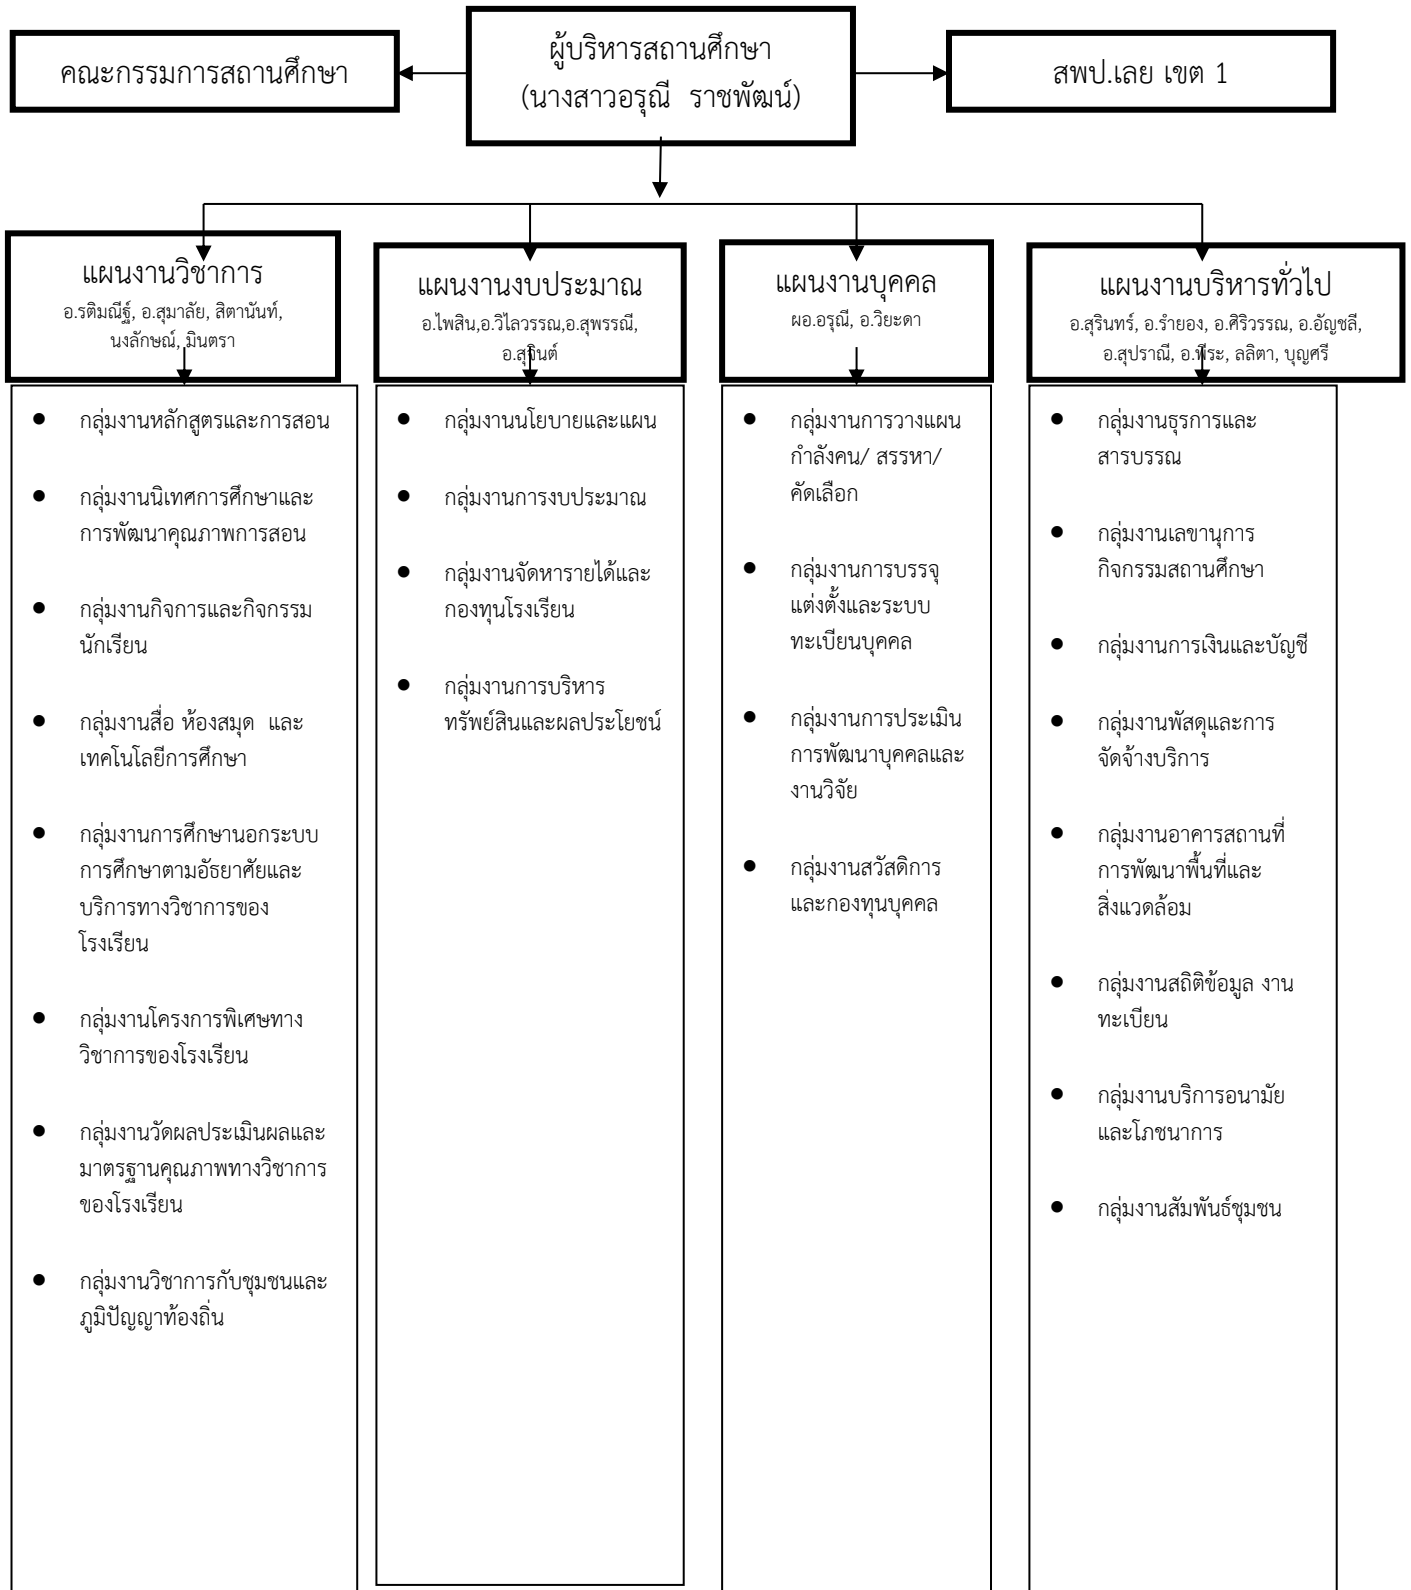 คณะกรรมการสถานศึกษา
ผู้บริหารสถานศึกษา
(นางสาวอรุณี ราชพัฒน์)
สพป.เลย เขต 1
แผนงานวิชาการ
อ.รติมณีฐ์, อ.สุมาลัย, สิตานันท์,
นงลักษณ์, มินตรา
แผนงานงบประมาณ
อ.ไพสิน,อ.วิไลวรรณ,อ.สุพรรณี,
อ.สุจินต์
แผนงานบุคคล
ผอ.อรุณี, อ.วิยะดา
แผนงานบริหารทั่วไป
อ.สุรินทร์, อ.รำยอง, อ.ศิริวรรณ, อ.อัญชลี,
อ.สุปราณี, อ.พีระ, ลลิตา, บุญศรี
● กลุ่มงานหลักสูตรและการสอน
● กลุ่มงานนิเทศการศึกษาและ
การพัฒนาคุณภาพการสอน
● กลุ่มงานกิจการและกิจกรรม
นักเรียน
● กลุ่มงานสื่อ ห้องสมุด และ
เทคโนโลยีการศึกษา
● กลุ่มงานการศึกษานอกระบบ
การศึกษาตามอัธยาศัยและ
บริการทางวิชาการของ
โรงเรียน
● กลุ่มงานโครงการพิเศษทาง
วิชาการของโรงเรียน
● กลุ่มงานวัดผลประเมินผลและ
มาตรฐานคุณภาพทางวิชาการ
ของโรงเรียน
● กลุ่มงานวิชาการกับชุมชนและ
ภูมิปัญญาท้องถิ่น
● กลุ่มงานนโยบายและแผน
● กลุ่มงานการงบประมาณ
● กลุ่มงานจัดหารายได้และ
กองทุนโรงเรียน
● กลุ่มงานการบริหาร
ทรัพย์สินและผลประโยชน์
● กลุ่มงานการวางแผน
กำลังคน/ สรรหา/
คัดเลือก
● กลุ่มงานการบรรจุ
แต่งตั้งและระบบ
ทะเบียนบุคคล
● กลุ่มงานการประเมิน
การพัฒนาบุคคลและ
งานวิจัย
● กลุ่มงานสวัสดิการ
และกองทุนบุคคล
● กลุ่มงานธุรการและ
สารบรรณ
● กลุ่มงานเลขานุการ
กิจกรรมสถานศึกษา
● กลุ่มงานการเงินและบัญชี
● กลุ่มงานพัสดุและการ
จัดจ้างบริการ
● กลุ่มงานอาคารสถานที่
การพัฒนาพื้นที่และ
สิ่งแวดล้อม
● กลุ่มงานสถิติข้อมูล งาน
ทะเบียน
● กลุ่มงานบริการอนามัย
และโภชนาการ
● กลุ่มงานสัมพันธ์ชุมชน